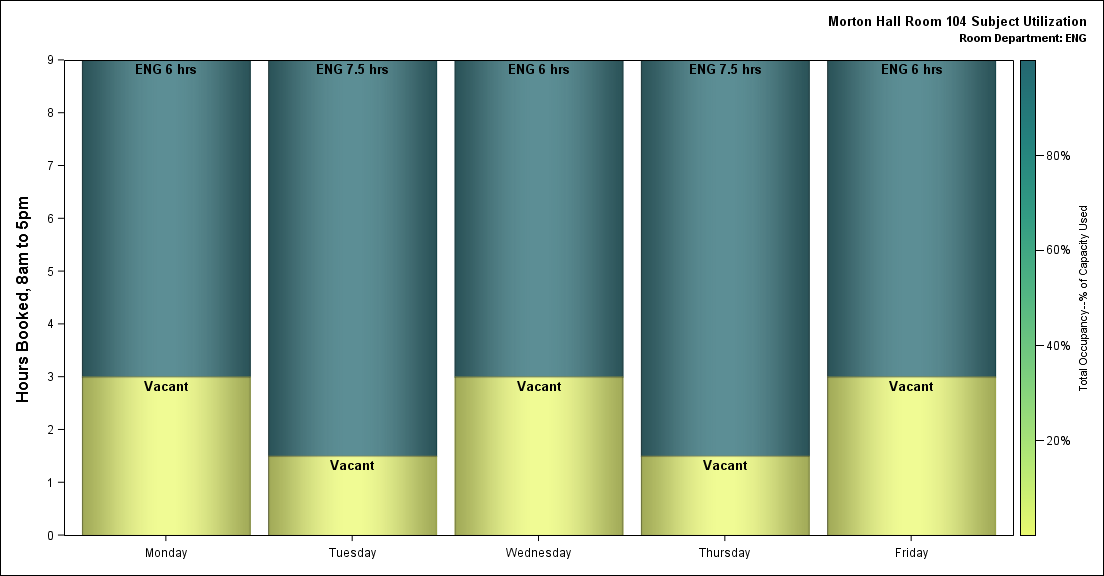 Morton Hall Room 104 Subject Utilization
Room Department: ENG
Hours Booked, 8am to 5pm
9
8
7
6
5
4
3
2
1
0
ENG 6 hrs
ENG 7.5 hrs
ENG 6 hrs
ENG 7.5 hrs
ENG 6 hrs
Vacant
Vacant
Vacant
Vacant
Vacant
Monday
Tuesday
Wednesday
Thursday
Friday
80%
60%
40%
20%
Total Occupancy--% of Capacity Used